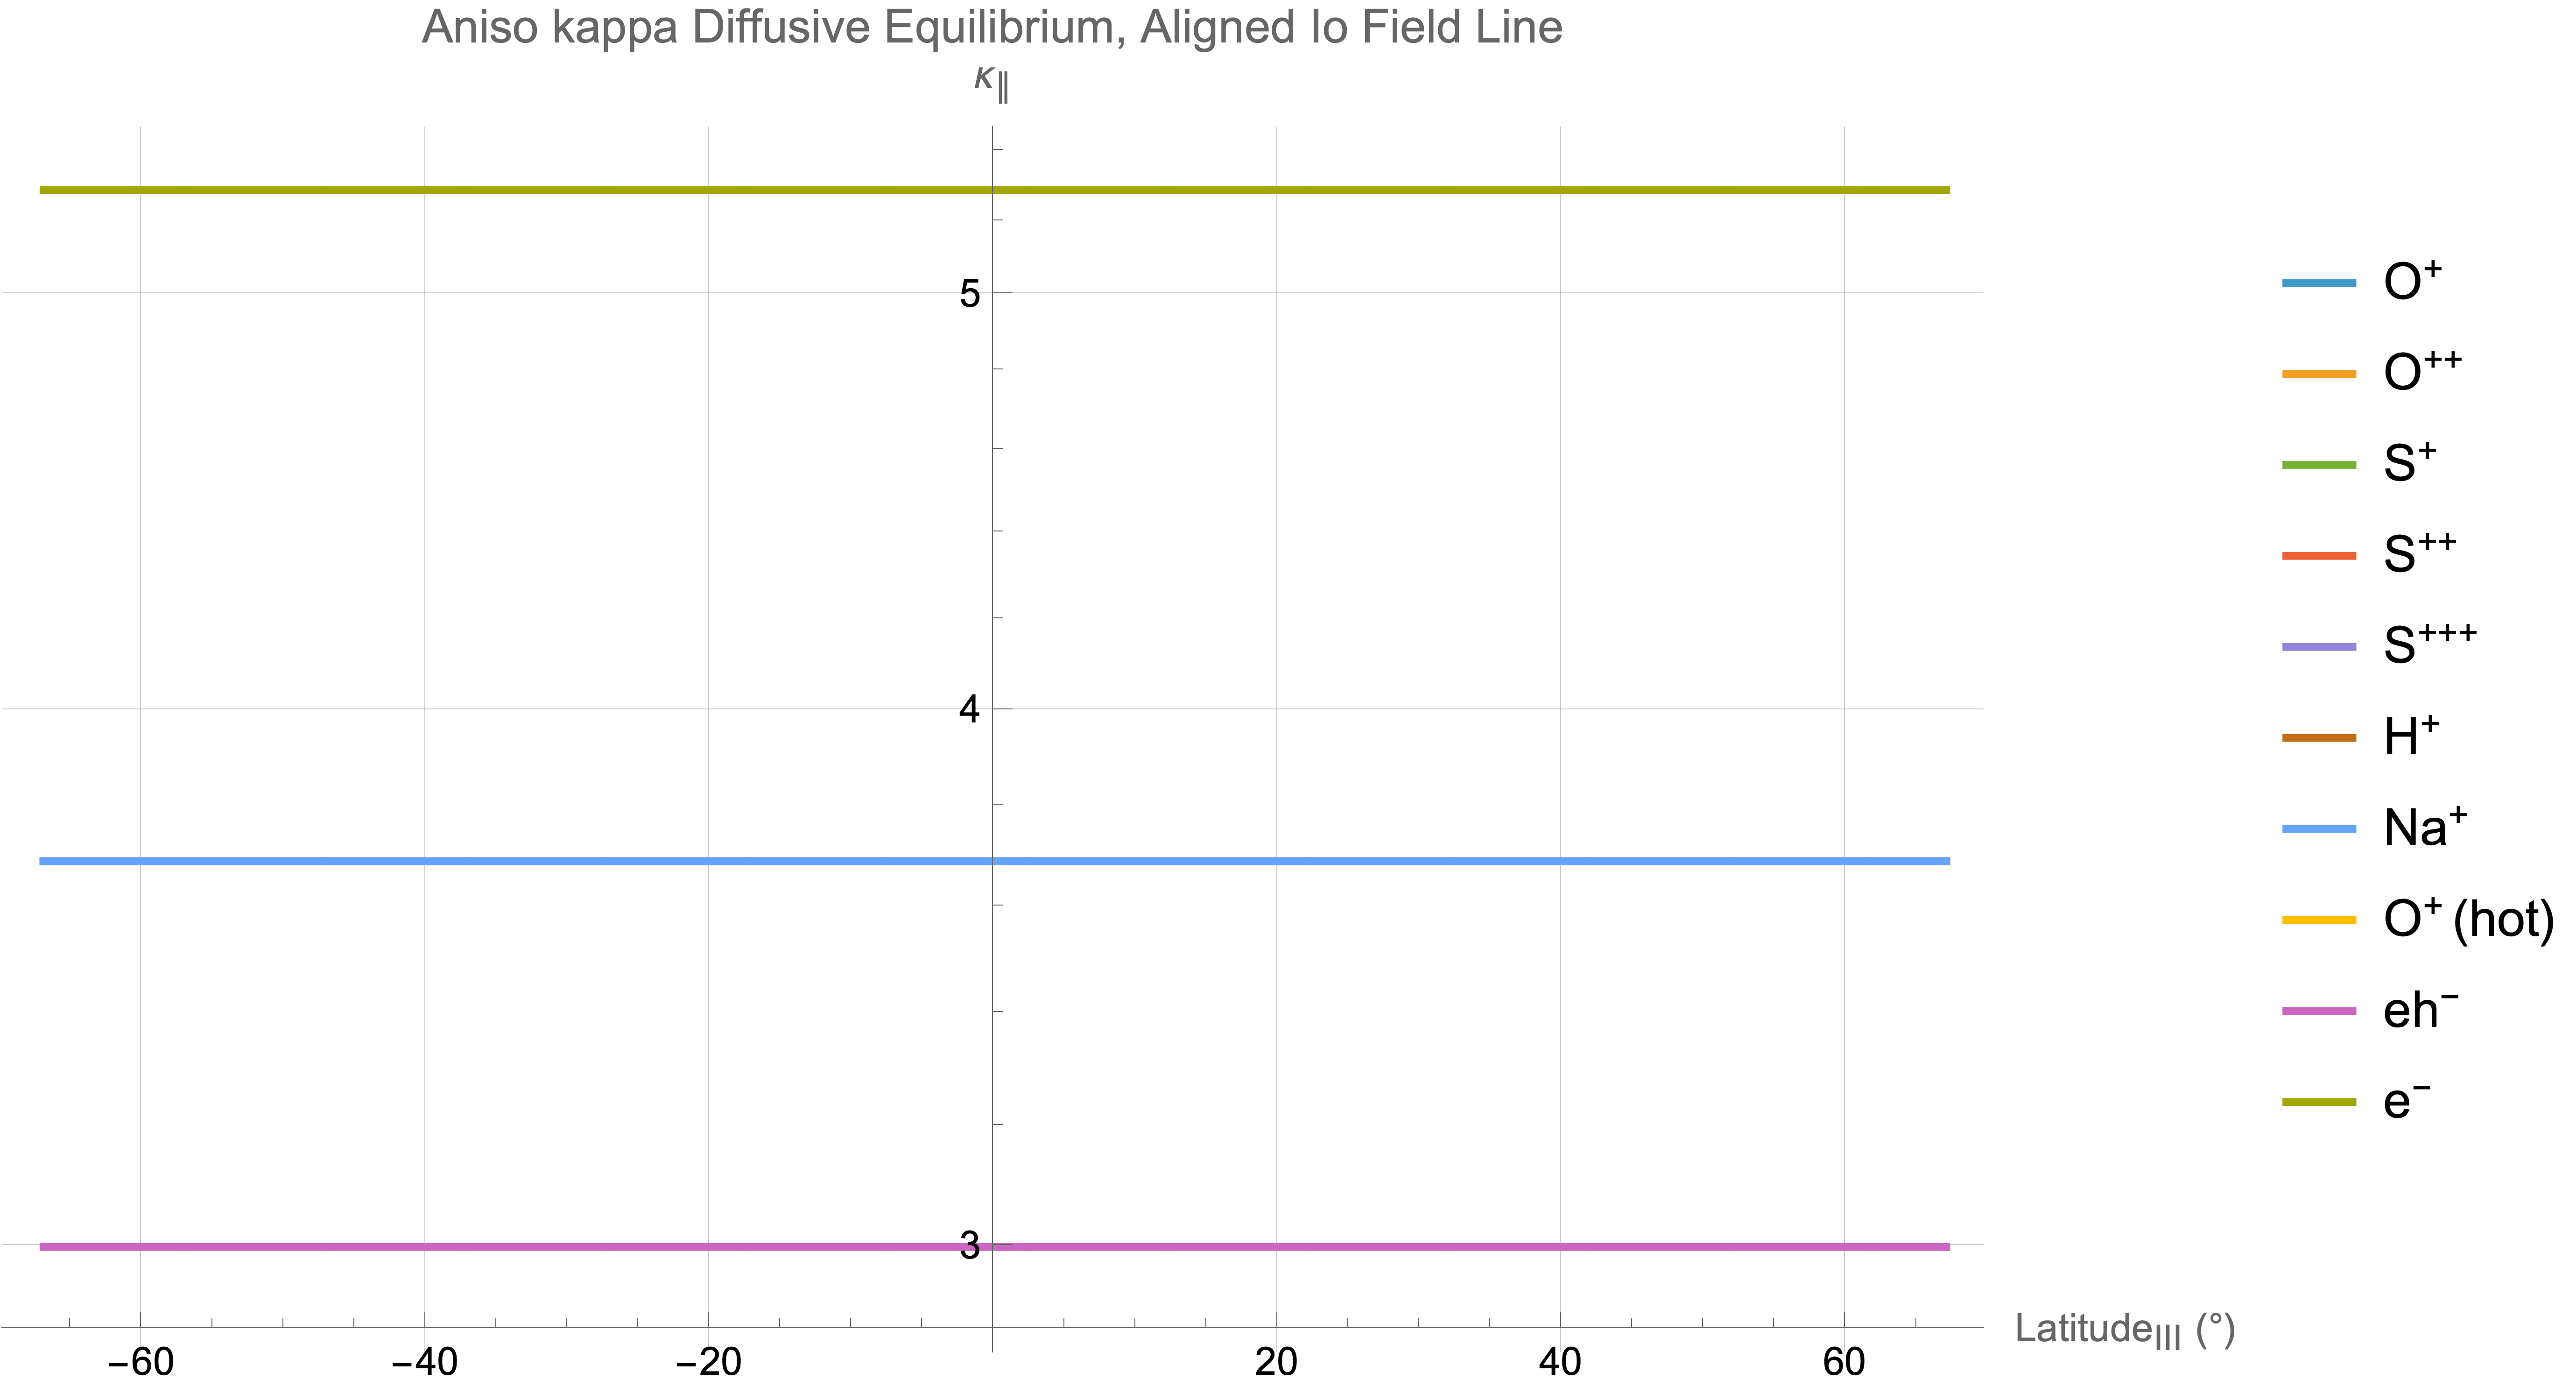 Aniso kappa Diffusive Equilibrium, Aligned Io Field Line
κ∥
5
4
3
−60 −40 −20 20 40 60
Latitude_III (°)
O⁺
O⁺⁺
S⁺
S⁺⁺
S⁺⁺⁺
H⁺
Na⁺
O⁺ (hot)
eh⁻
e⁻